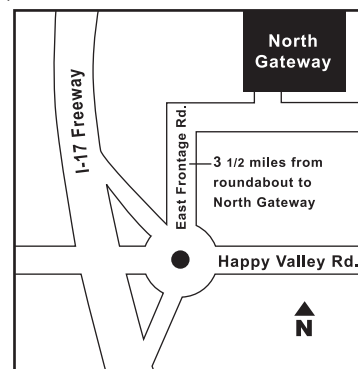 North
Gateway
I-17 Freeway
East Frontage Rd.
3 1/2 miles from
roundabout to
North Gateway
Happy Valley Rd.
N